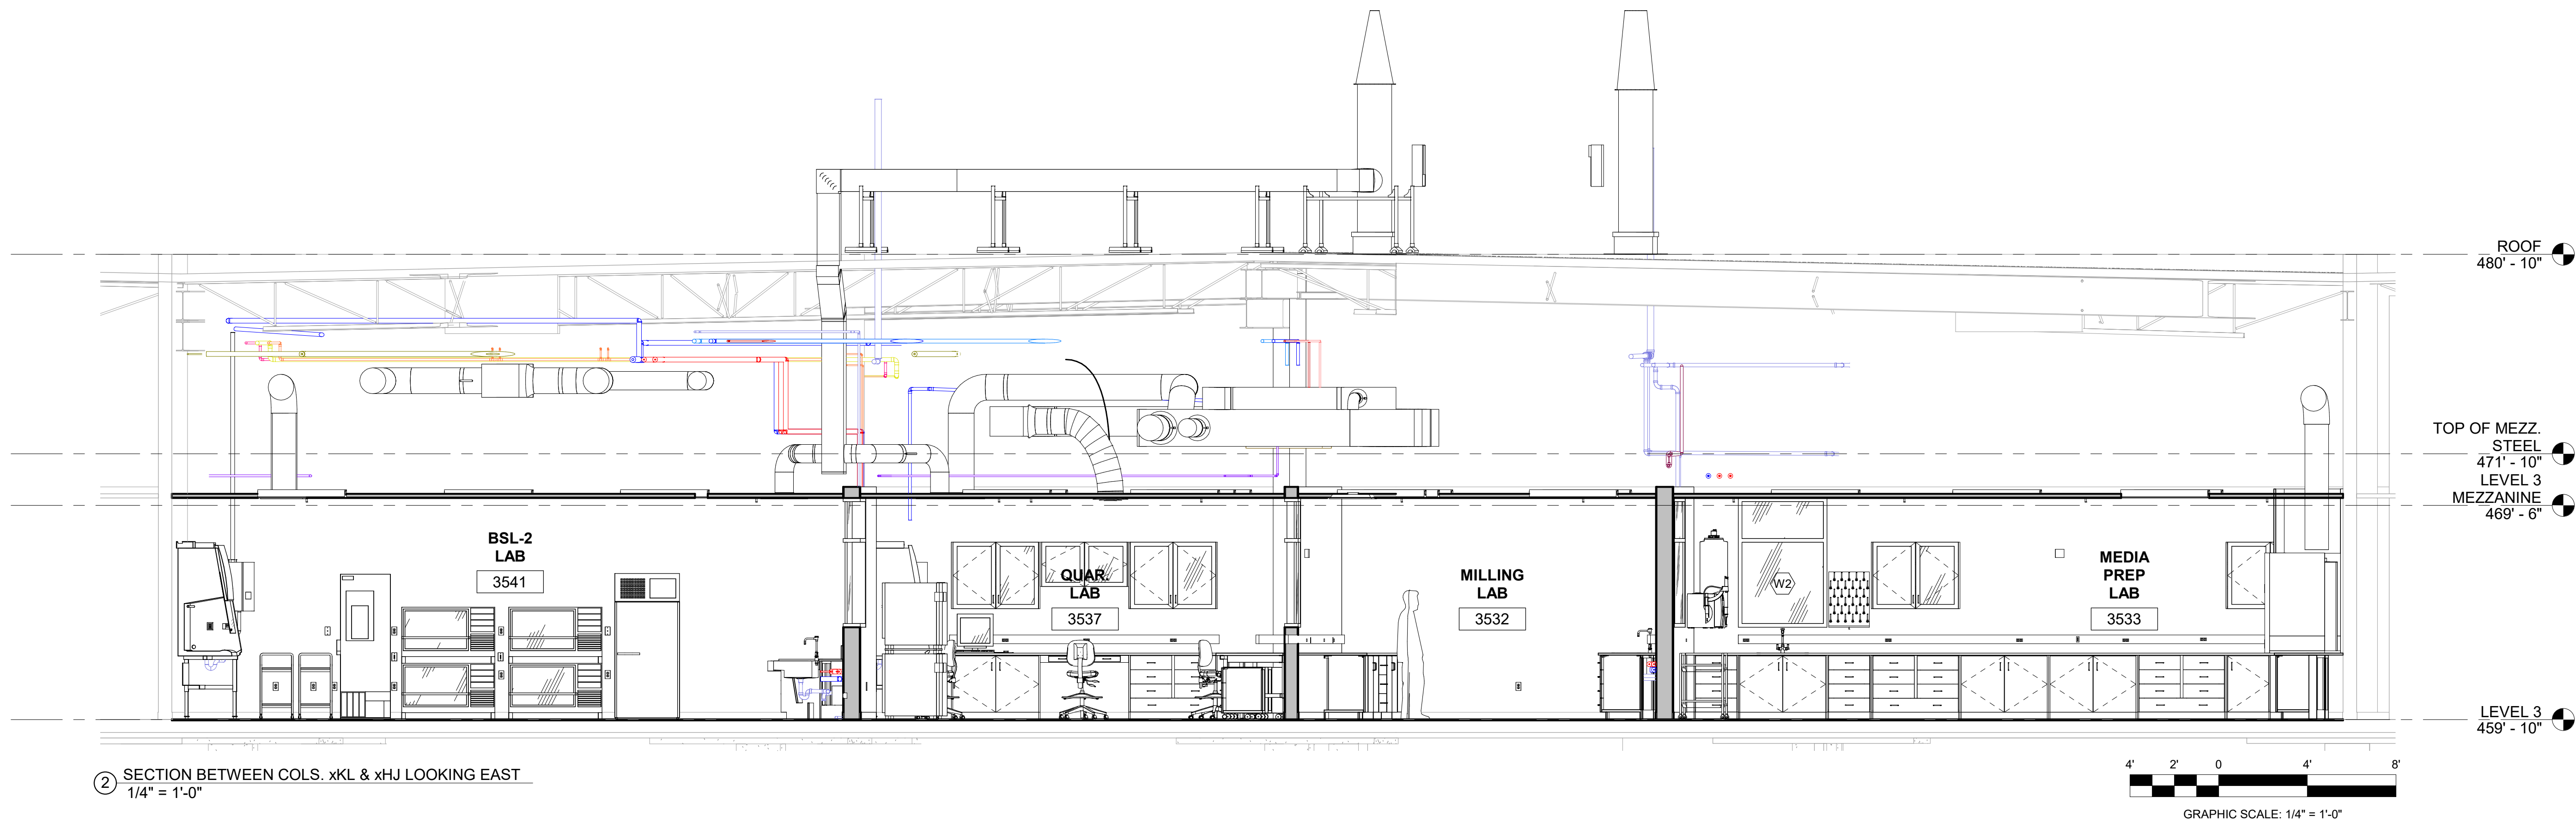 ROOF
480' - 10"
TOP OF MEZZ.
STEEL
471' - 10"
LEVEL 3
MEZZANINE
469' - 6"
BSL-2
LAB
3541
QUAR.
LAB
3537
MILLING
LAB
3532
W2
MEDIA
PREP
LAB
3533
LEVEL 3
459' - 10"
2 SECTION BETWEEN COLS. xKL & xHJ LOOKING EAST
1/4" = 1'-0"
4' 2' 0 4' 8'
GRAPHIC SCALE: 1/4" = 1'-0"